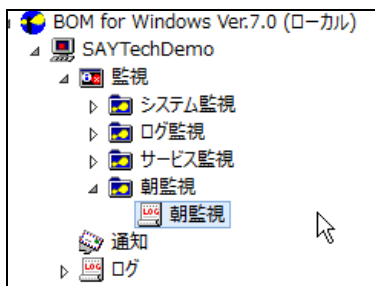 BOM for Windows Ver.7.0 (ローカル)
SAYTechDemo
監視
システム監視
ログ監視
サービス監視
朝監視
朝監視
通知
ログ